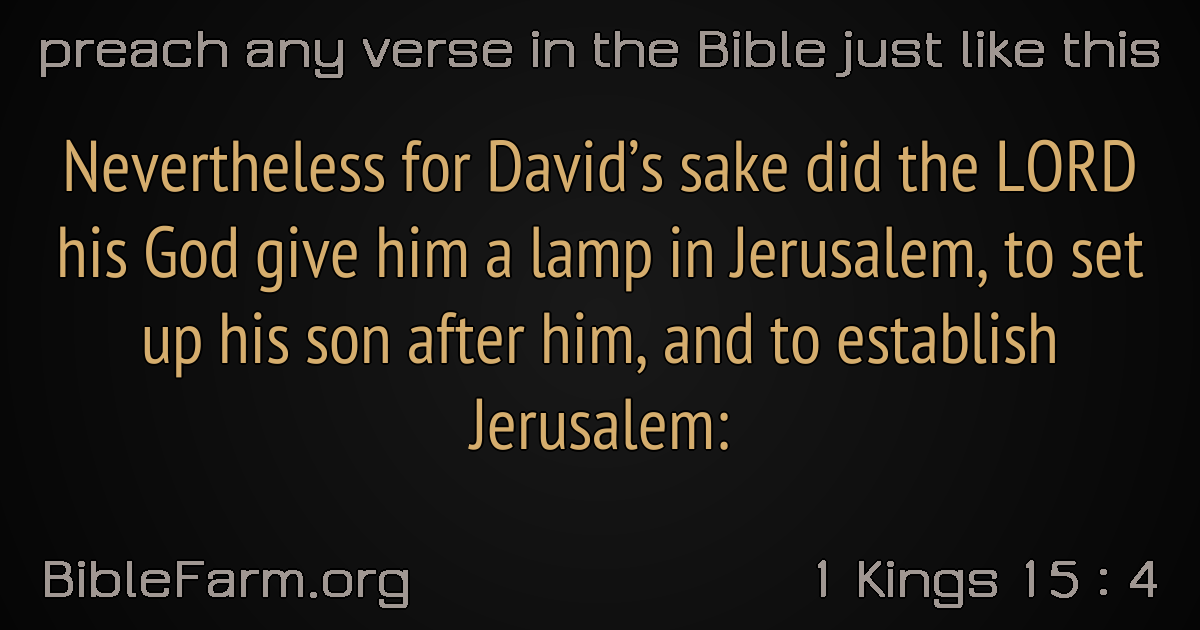 preach any verse in the Bible just like this
Nevertheless for David’s sake did the LORD
his God give him a lamp in Jerusalem, to set
up his son after him, and to establish
Jerusalem:
BibleFarm.org
1 Kings 15 : 4